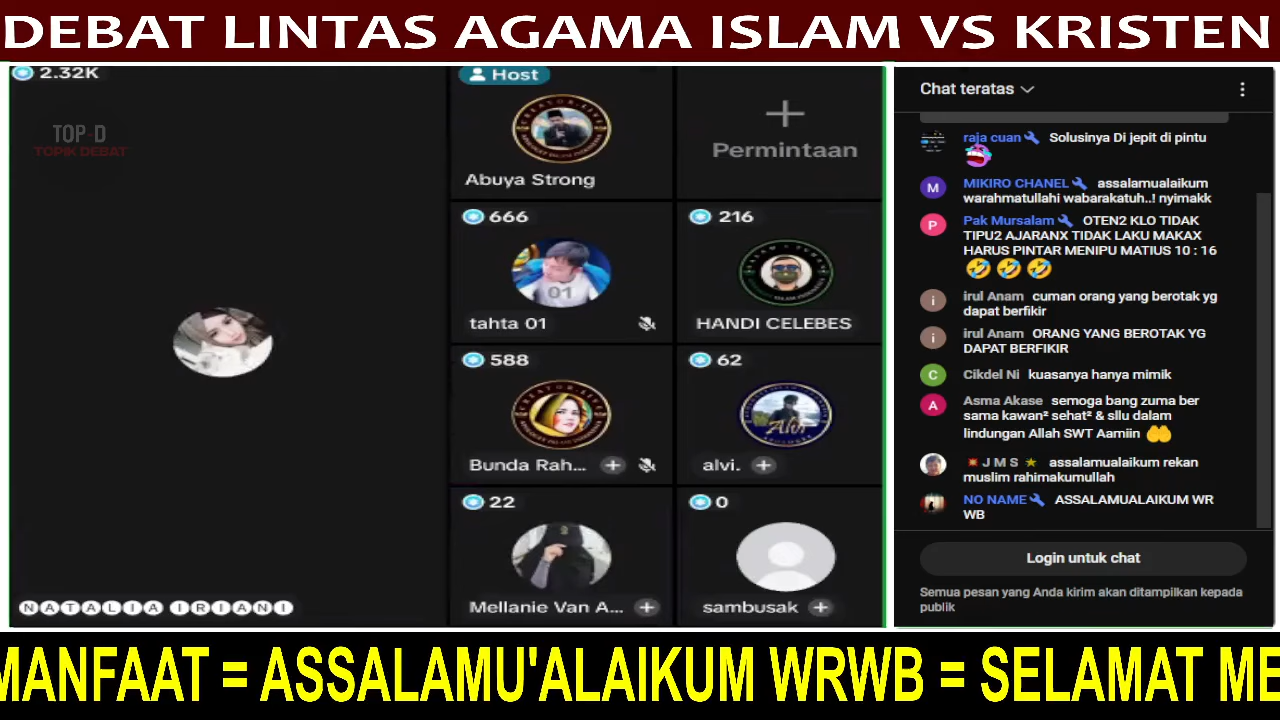 DEBAT LINTAS AGAMA ISLAM VS KRISTEN
2.32K
TOP-D
TOPIK DEBAT
NATALIA IRIANI
Host
Abuya Strong
+
Permintaan
666
01
tahta 01
216
HANDI CELEBES
588
Bunda Rah... +
62
Alvi
alvi. +
22
Mellanie Van A... +
0
sambusak +
Chat teratas
raja cuan Solusinya Di jepit di pintu
M
MIKIRO CHANEL assalamualaikum
warahmatullahi wabarakatuh..! nyimakk
P
Pak Mursalam OTEN2 KLO TIDAK
TIPU2 AJARANX TIDAK LAKU MAKAX
HARUS PINTAR MENIPU MATIUS 10 : 16
🤣🤣🤣
i
irul Anam cuman orang yang berotak yg
dapat berfikir
i
irul Anam ORANG YANG BEROTAK YG
DAPAT BERFIKIR
C
Cikdel Ni kuasanya hanya mimik
A
Asma Akase semoga bang zuma ber
sama kawan² sehat² & sllu dalam
lindungan Allah SWT Aamiin 🤲
💥 J M S ⭐ assalamualaikum rekan
muslim rahimakumullah
NO NAME ASSALAMUALAIKUM WR
WB
Login untuk chat
Semua pesan yang Anda kirim akan ditampilkan kepada
publik
MANFAAT = ASSALAMU'ALAIKUM WRWB = SELAMAT ME